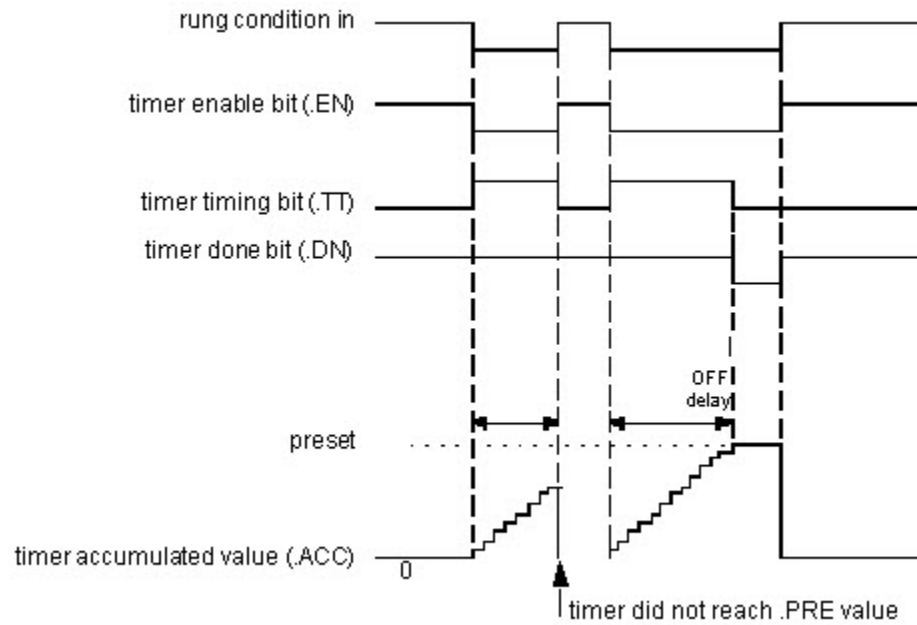 rung condition in
timer enable bit (.EN)
timer timing bit (.TT)
timer done bit (.DN)
OFF
delay
preset
timer accumulated value (.ACC)
0
timer did not reach .PRE value